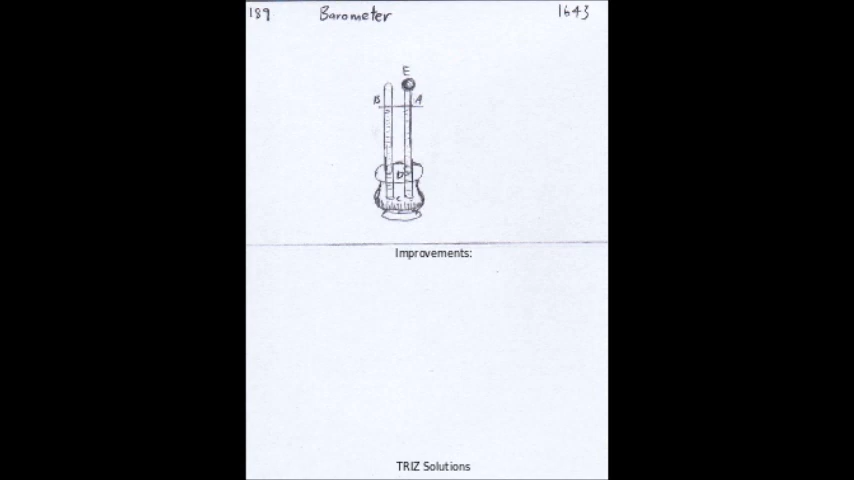 189 Barometer 1643
E
B A
D
C
Improvements:
TRIZ Solutions